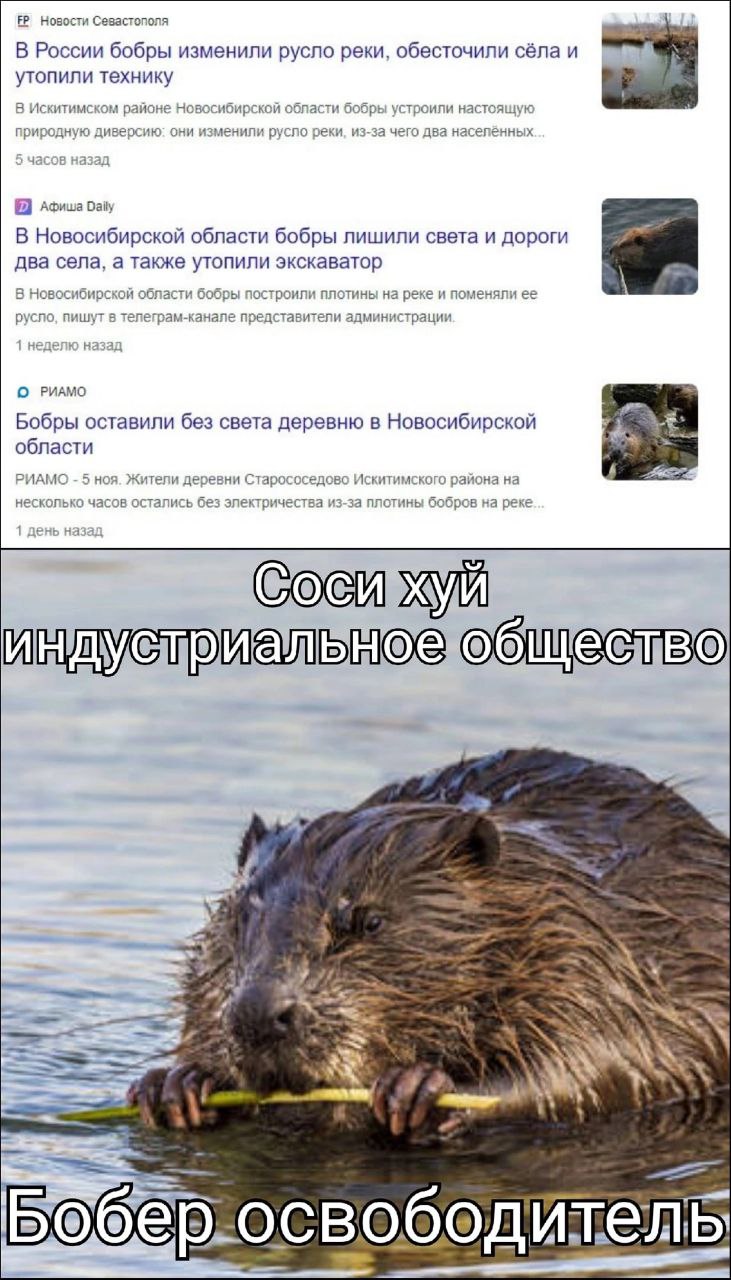 FP Новости Севастополя
В России бобры изменили русло реки, обесточили сёла и
утопили технику
В Искитимском районе Новосибирской области бобры устроили настоящую
природную диверсию: они изменили русло реки, из-за чего два населённых...
5 часов назад
D Афиша Daily
В Новосибирской области бобры лишили света и дороги
два села, а также утопили экскаватор
В Новосибирской области бобры построили плотины на реке и поменяли ее
русло, пишут в телеграм-канале представители администрации.
1 неделю назад
РИАМО
Бобры оставили без света деревню в Новосибирской
области
РИАМО - 5 ноя. Жители деревни Старососедово Искитимского района на
несколько часов остались без электричества из-за плотины бобров на реке...
1 день назад
Соси хуй
индустриальное общество
Бобер освободитель